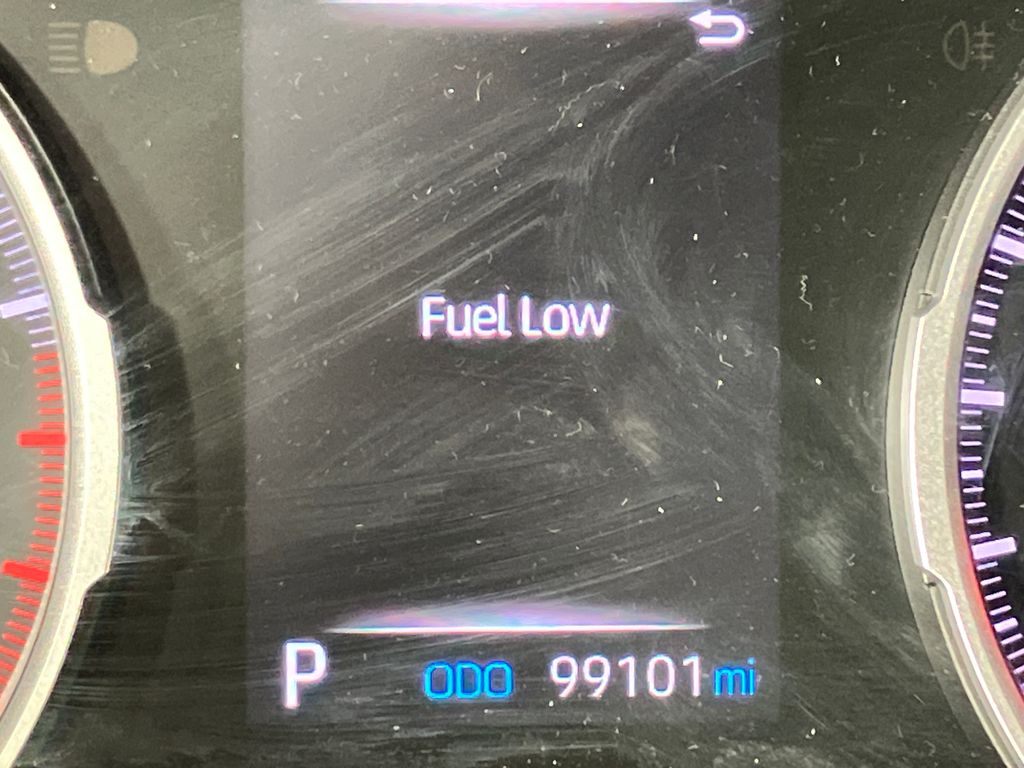 Fuel Low
P ODO 99101 mi